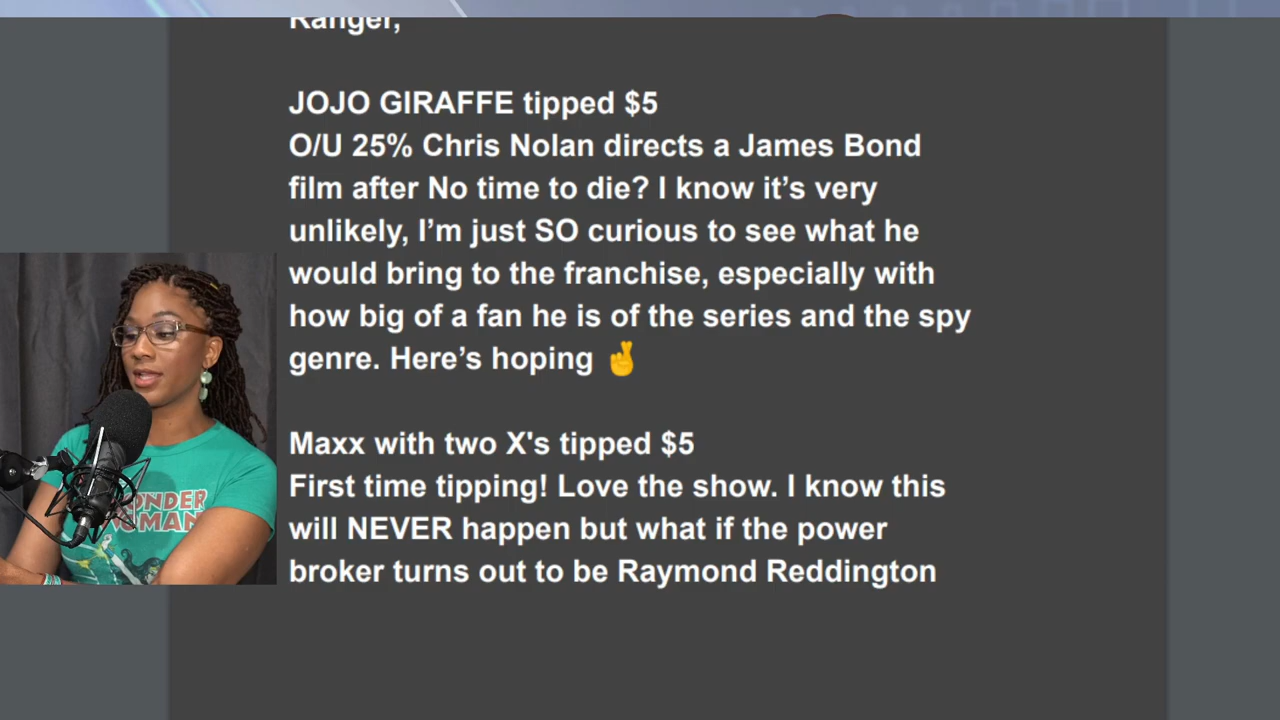 Ranger,
JOJO GIRAFFE tipped $5
O/U 25% Chris Nolan directs a James Bond
film after No time to die? I know it’s very
unlikely, I’m just SO curious to see what he
would bring to the franchise, especially with
how big of a fan he is of the series and the spy
genre. Here’s hoping 🤞
Maxx with two X's tipped $5
First time tipping! Love the show. I know this
will NEVER happen but what if the power
broker turns out to be Raymond Reddington
WONDER
WOMAN